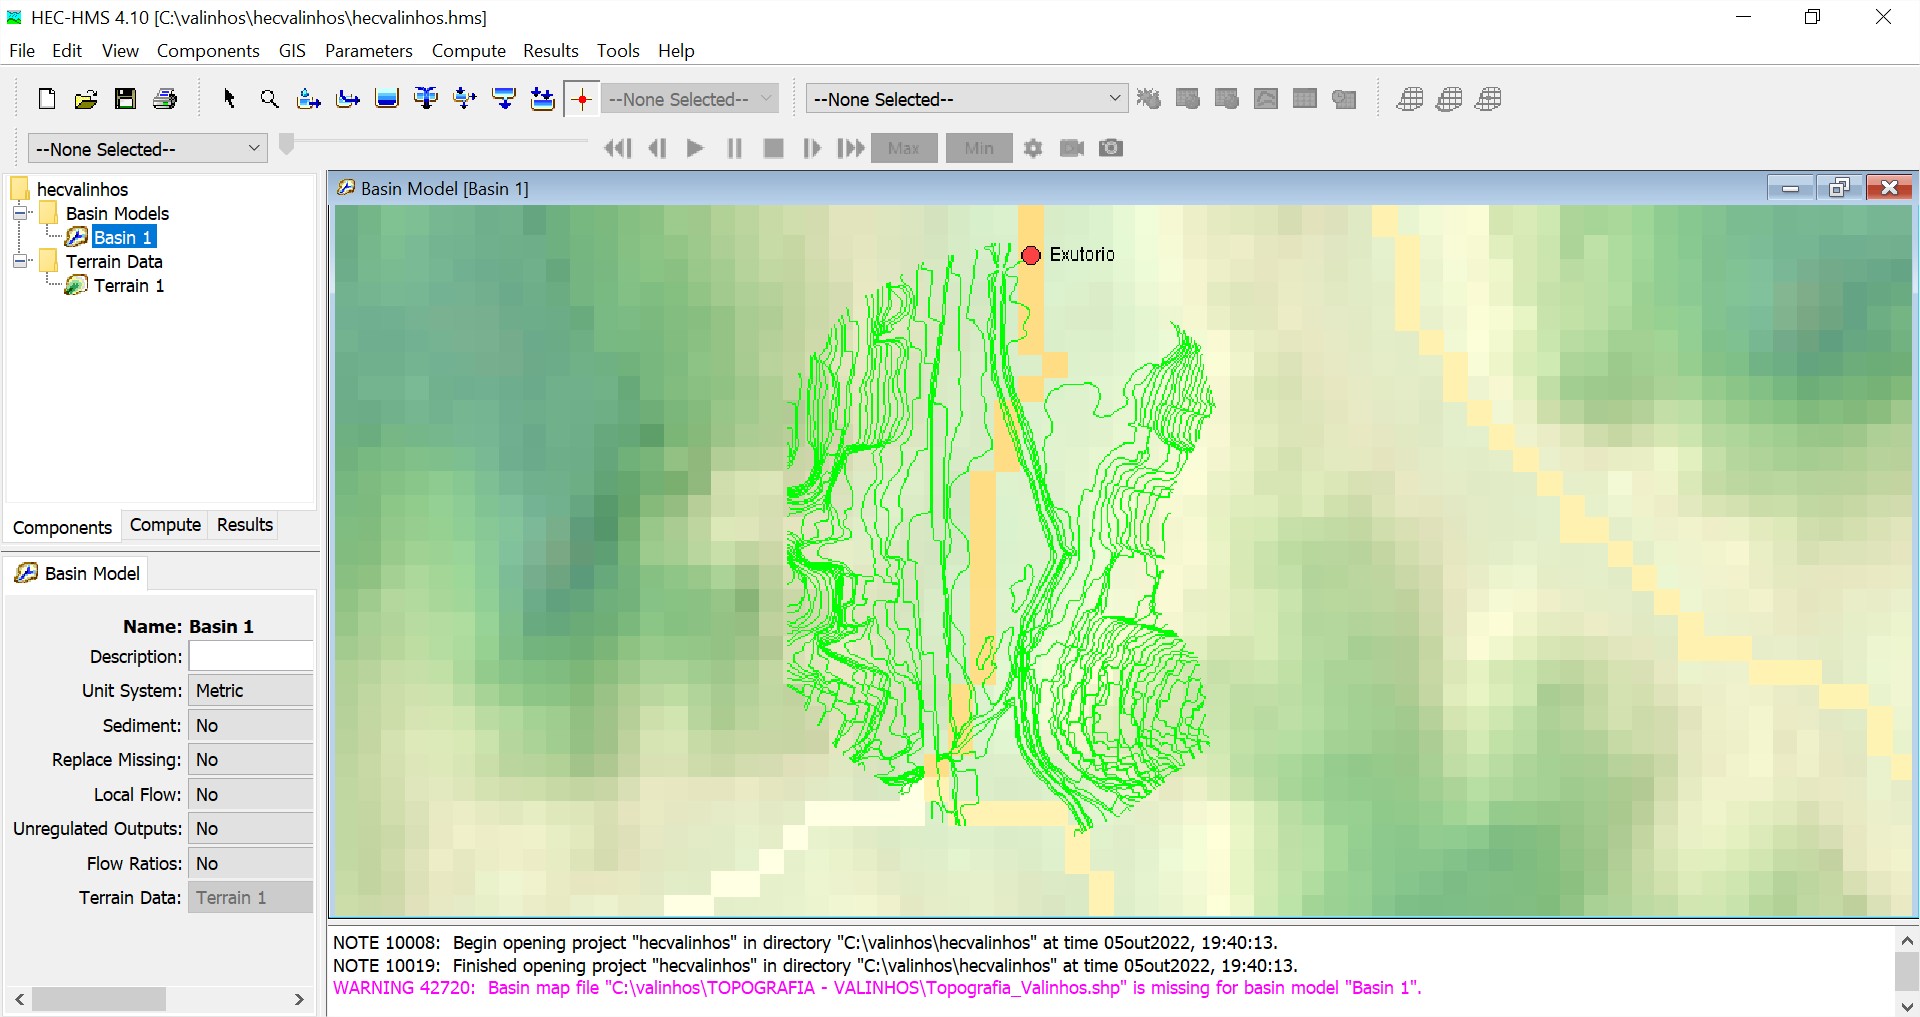 HEC-HMS 4.10 [C:\valinhos\hecvalinhos\hecvalinhos.hms]
File Edit View Components GIS Parameters Compute Results Tools Help
--None Selected-- --None Selected--
--None Selected-- Max Min
hecvalinhos
Basin Models
Basin 1
Terrain Data
Terrain 1
Components Compute Results
Basin Model
Name: Basin 1
Description:
Unit System: Metric
Sediment: No
Replace Missing: No
Local Flow: No
Unregulated Outputs: No
Flow Ratios: No
Terrain Data: Terrain 1
Basin Model [Basin 1]
Exutorio
NOTE 10008: Begin opening project "hecvalinhos" in directory "C:\valinhos\hecvalinhos" at time 05out2022, 19:40:13.
NOTE 10019: Finished opening project "hecvalinhos" in directory "C:\valinhos\hecvalinhos" at time 05out2022, 19:40:13.
WARNING 42720: Basin map file "C:\valinhos\TOPOGRAFIA - VALINHOS\Topografia_Valinhos.shp" is missing for basin model "Basin 1".